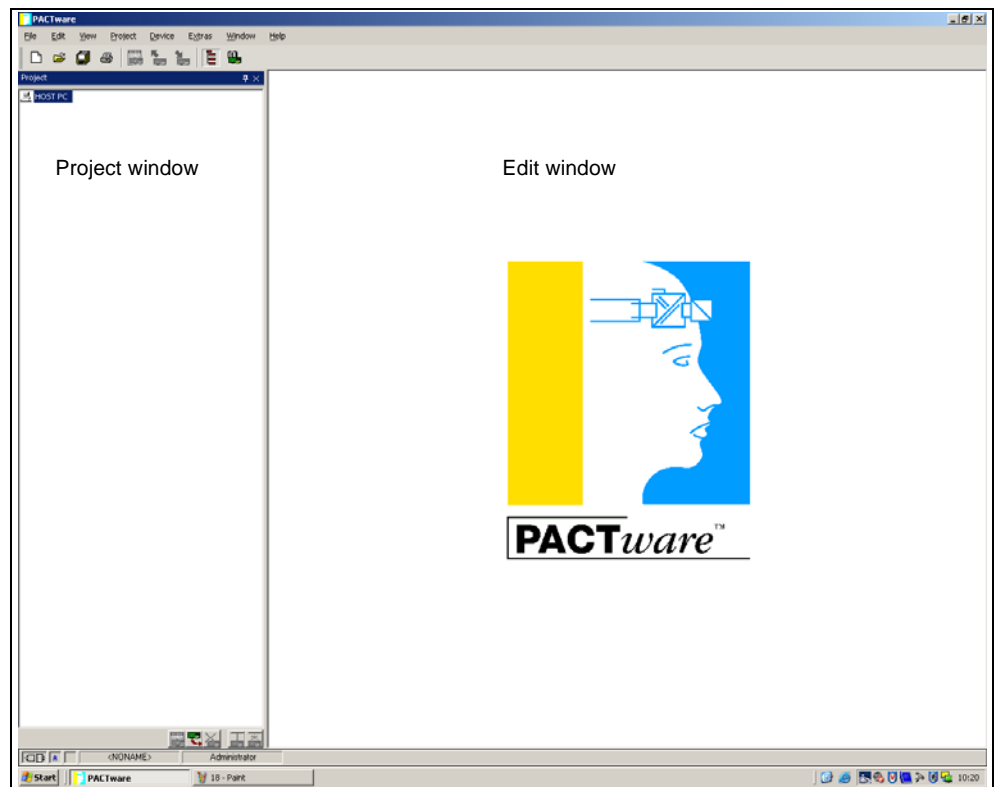 PACTware
File Edit View Project Device Extras Window Help
Project
HOST PC
Project window
Edit window
PACTware™
<NONAME> Administrator
Start PACTware 18 - Paint 10:20